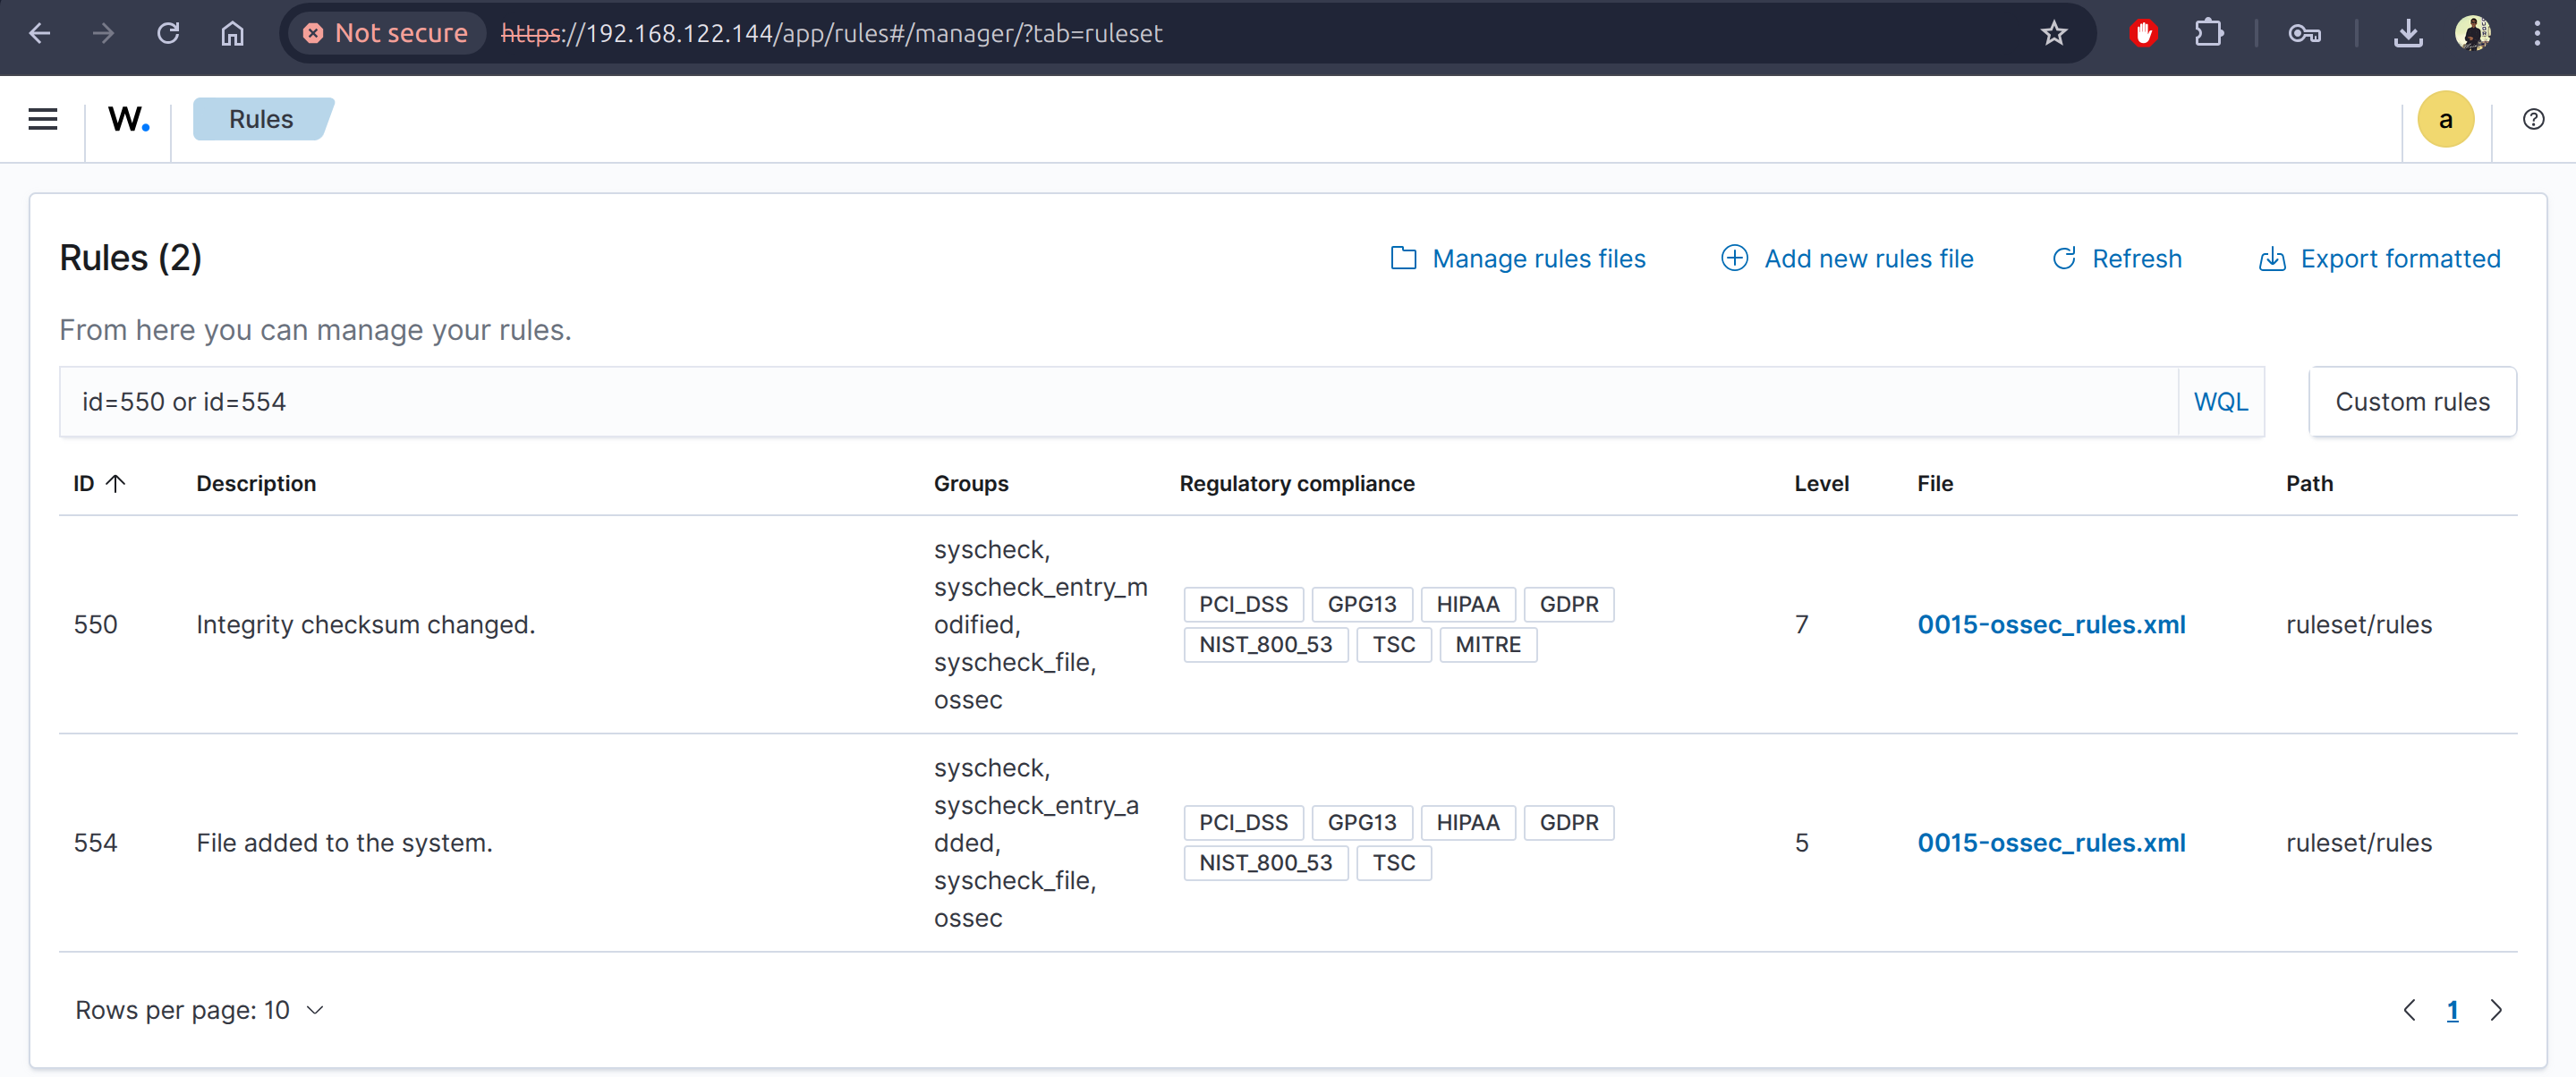 Not secure https://192.168.122.144/app/rules#/manager/?tab=ruleset
W. Rules a
Rules (2) Manage rules files Add new rules file Refresh Export formatted
From here you can manage your rules.
id=550 or id=554 WQL Custom rules
ID Description Groups Regulatory compliance Level File Path
550 Integrity checksum changed. syscheck, syscheck_entry_modified, syscheck_file, ossec PCI_DSS GPG13 HIPAA GDPR NIST_800_53 TSC MITRE 7 0015-ossec_rules.xml ruleset/rules
554 File added to the system. syscheck, syscheck_entry_added, syscheck_file, ossec PCI_DSS GPG13 HIPAA GDPR NIST_800_53 TSC 5 0015-ossec_rules.xml ruleset/rules
Rows per page: 10 1